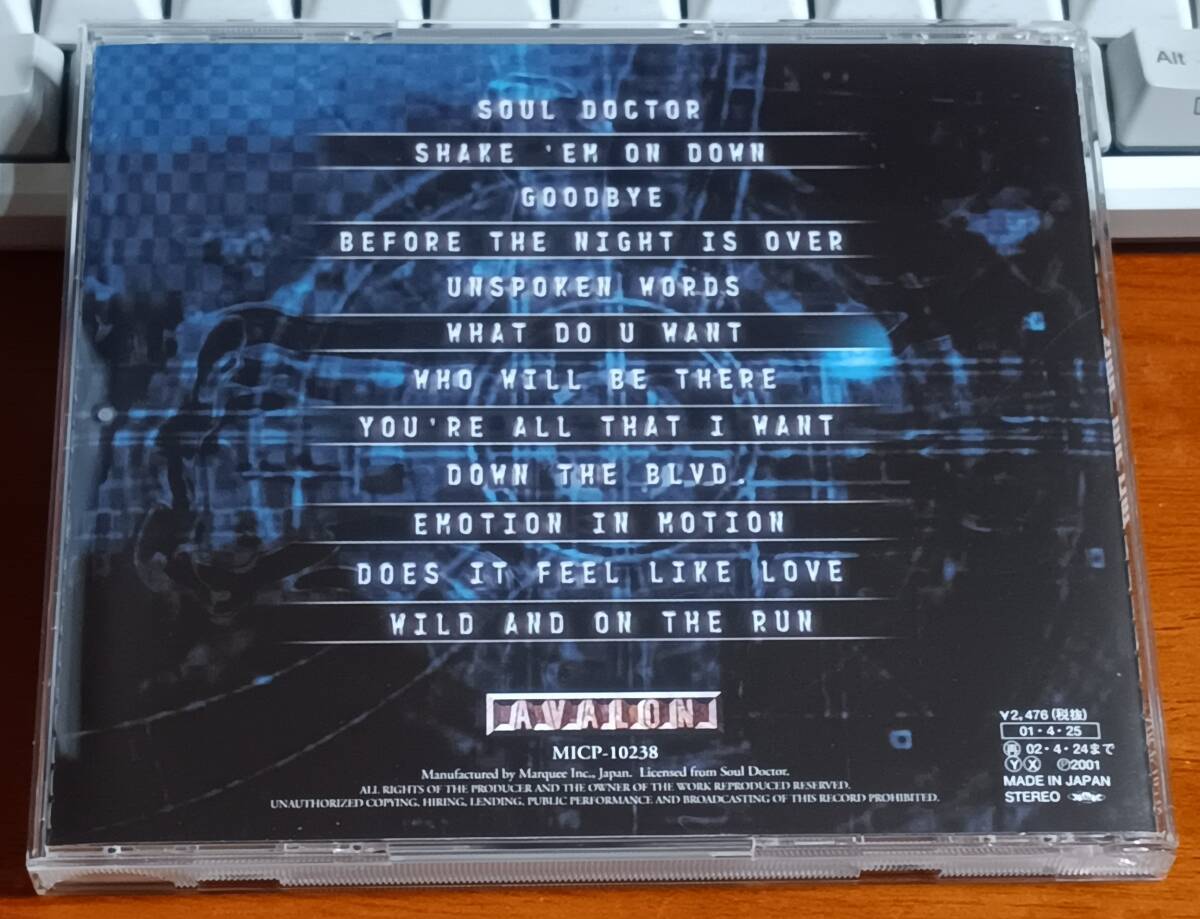 SOUL DOCTOR
SHAKE 'EM ON DOWN
GOODBYE
BEFORE THE NIGHT IS OVER
UNSPOKEN WORDS
WHAT DO U WANT
WHO WILL BE THERE
YOU'RE ALL THAT I WANT
DOWN THE BLVD.
EMOTION IN MOTION
DOES IT FEEL LIKE LOVE
WILD AND ON THE RUN
AVALON
MICP-10238
Manufactured by Marquee Inc., Japan. Licensed from Soul Doctor.
ALL RIGHTS OF THE PRODUCER AND THE OWNER OF THE WORK REPRODUCED RESERVED.
UNAUTHORIZED COPYING, HIRING, LENDING, PUBLIC PERFORMANCE AND BROADCASTING OF THIS RECORD PROHIBITED.
¥2,476(税抜)
01・4・25
再 02・4・24まで
Ⓨ Ⓧ Ⓟ2001
MADE IN JAPAN
STEREO
Alt